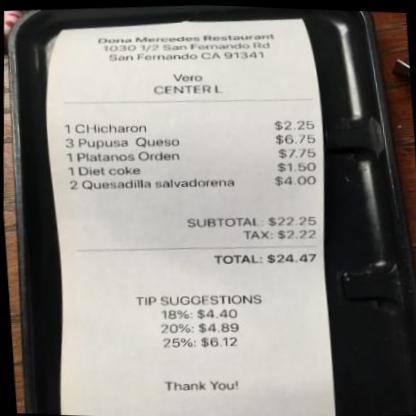 Dona Mercedes Restaurant
1030 1/2 San Fernando Rd
San Fernando CA 91341
Vero
CENTER L
1 CHicharon $2.25
3 Pupusa Queso $6.75
1 Platanos Orden $7.75
1 Diet coke $1.50
2 Quesadilla salvadorena $4.00
SUBTOTAL: $22.25
TAX: $2.22
TOTAL: $24.47
TIP SUGGESTIONS
18%: $4.40
20%: $4.89
25%: $6.12
Thank You!